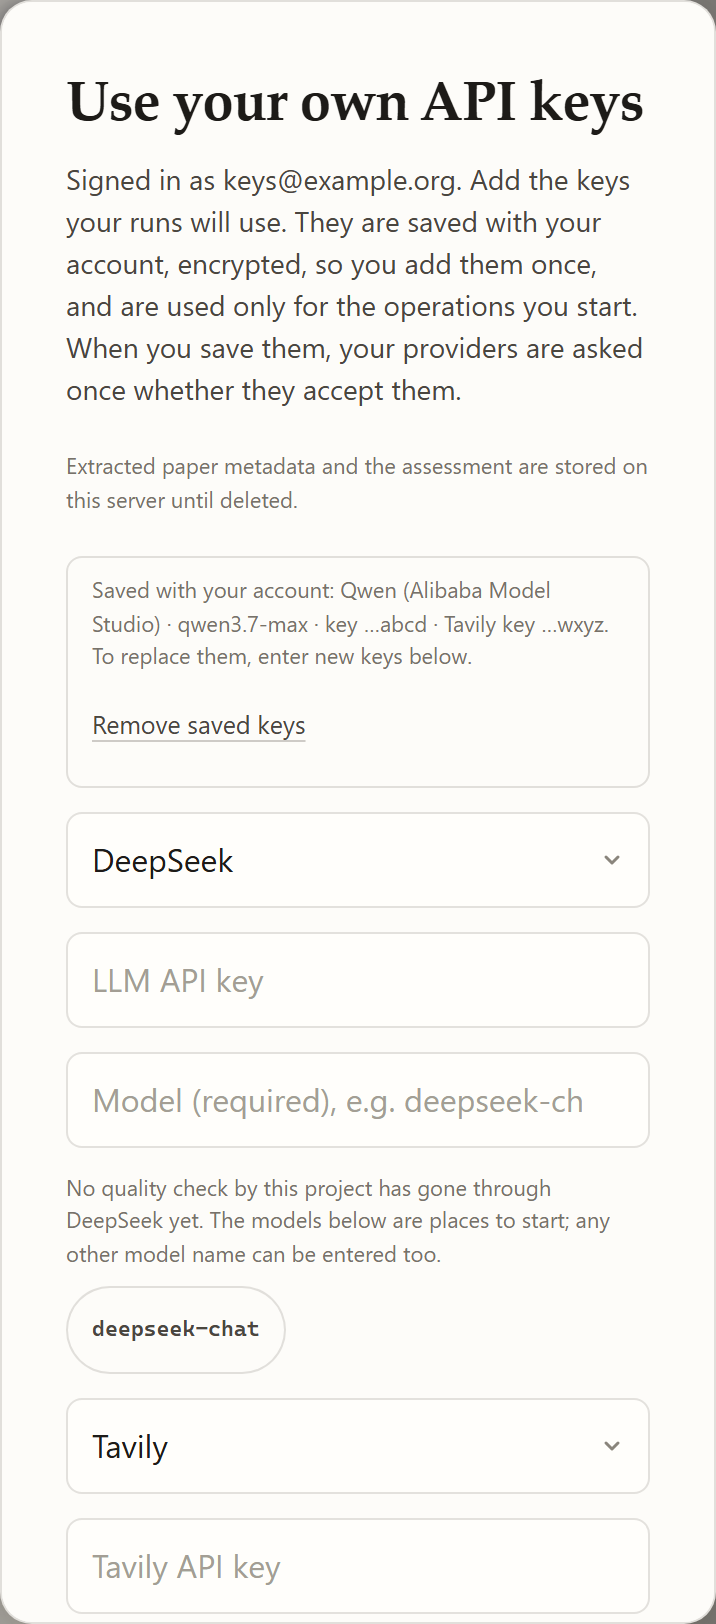 Use your own API keys
Signed in as keys@example.org. Add the keys
your runs will use. They are saved with your
account, encrypted, so you add them once,
and are used only for the operations you start.
When you save them, your providers are asked
once whether they accept them.
Extracted paper metadata and the assessment are stored on
this server until deleted.
Saved with your account: Qwen (Alibaba Model
Studio) · qwen3.7-max · key …abcd · Tavily key …wxyz.
To replace them, enter new keys below.
Remove saved keys
DeepSeek
LLM API key
Model (required), e.g. deepseek-ch
No quality check by this project has gone through
DeepSeek yet. The models below are places to start; any
other model name can be entered too.
deepseek-chat
Tavily
Tavily API key